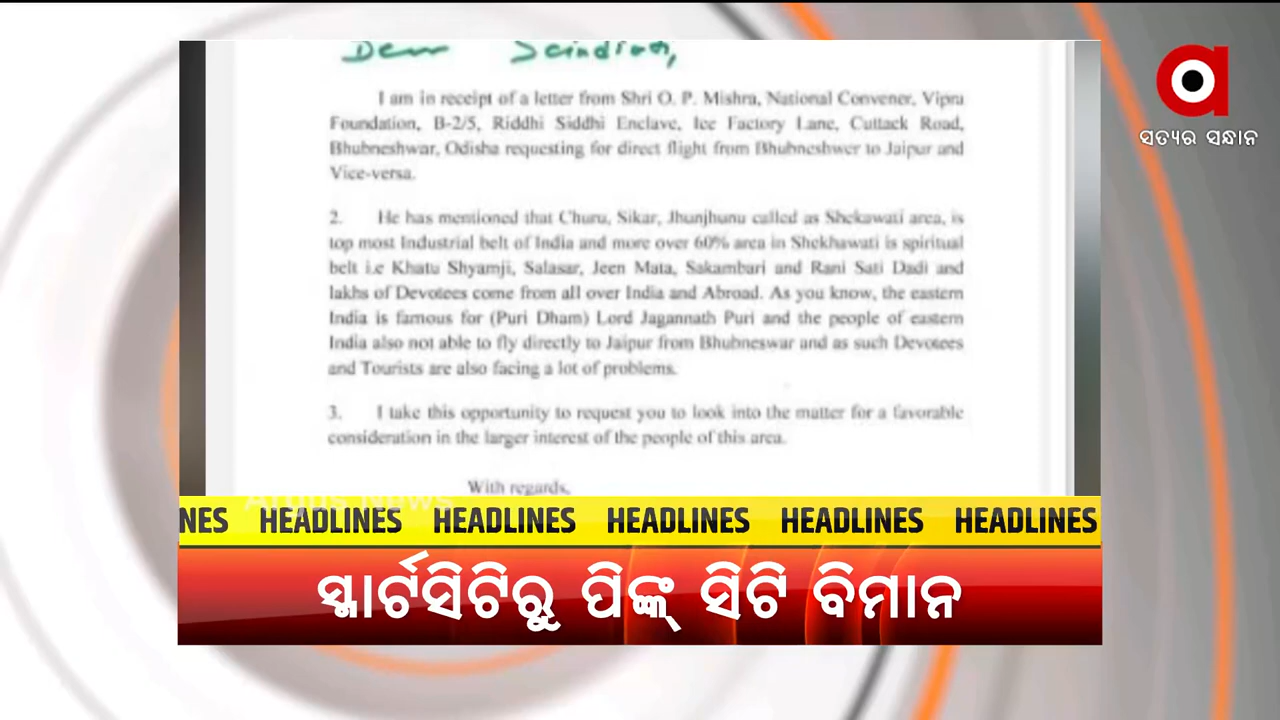 Dear Scindiaji,
I am in receipt of a letter from Shri O. P. Mishra, National Convener, Vipra
Foundation, B-2/5, Riddhi Siddhi Enclave, Ice Factory Lane, Cuttack Road,
Bhubneshwar, Odisha requesting for direct flight from Bhubneshwer to Jaipur and
Vice-versa.
2. He has mentioned that Churu, Sikar, Jhunjhunu called as Shekawati area, is
top most Industrial belt of India and more over 60% area in Shekhawati is spiritual
belt i.e Khatu Shyamji, Salasar, Jeen Mata, Sakambari and Rani Sati Dadi and
lakhs of Devotees come from all over India and Abroad. As you know, the eastern
India is famous for (Puri Dham) Lord Jagannath Puri and the people of eastern
India also not able to fly directly to Jaipur from Bhubneswar and as such Devotees
and Tourists are also facing a lot of problems.
3. I take this opportunity to request you to look into the matter for a favorable
consideration in the larger interest of the people of this area.
With regards,
Argus News
NES HEADLINES HEADLINES HEADLINES HEADLINES HEADLINES
ସ୍ମାର୍ଟସିଟିରୁ ପିଙ୍କ୍ ସିଟି ବିମାନ
a
ସତ୍ୟର ସନ୍ଧାନ